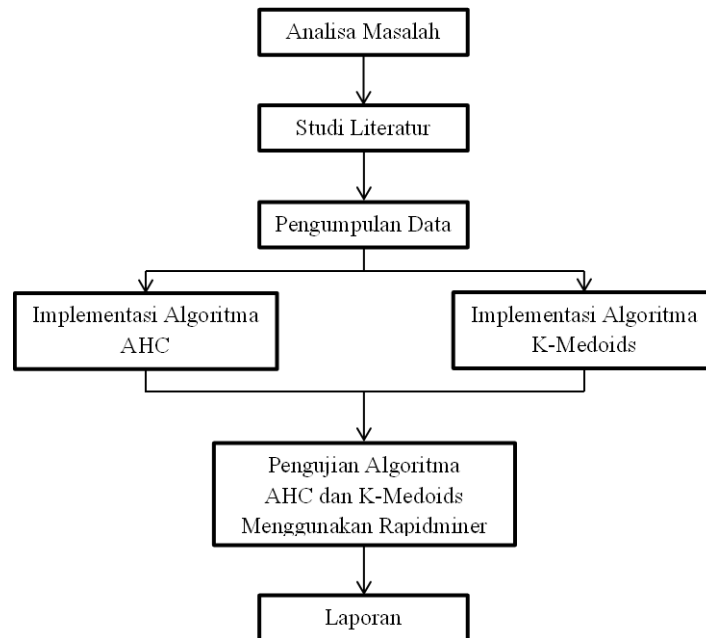 Analisa Masalah
Studi Literatur
Pengumpulan Data
Implementasi Algoritma
AHC
Implementasi Algoritma
K-Medoids
Pengujian Algoritma
AHC dan K-Medoids
Menggunakan Rapidminer
Laporan